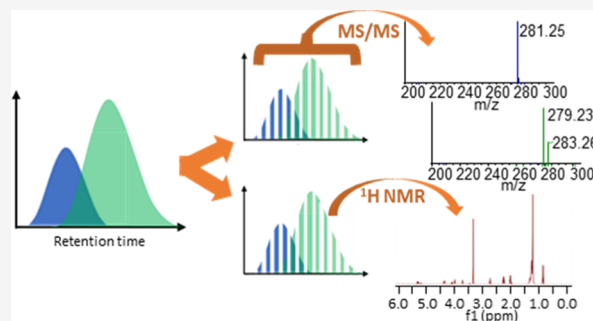 MS/MS
281.25
200 220 240 260 280 300
m/z
279.23
283.26
200 220 240 260 280 300
m/z
Retention time
¹H NMR
6.0 5.0 4.0 3.0 2.0 1.0 0.0
f1 (ppm)